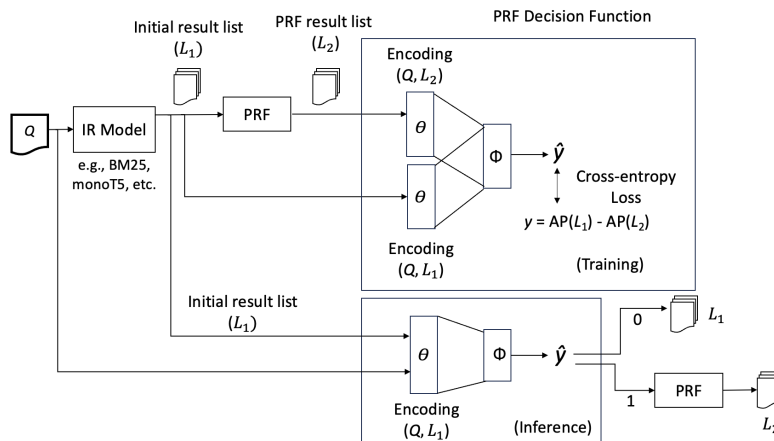 PRF Decision Function
Initial result list
(L₁)
PRF result list
(L₂)
Encoding
(Q, L₂)
Q
IR Model
PRF
θ
Φ
ŷ
e.g., BM25,
monoT5, etc.
θ
Cross-entropy
Loss
y = AP(L₁) - AP(L₂)
Encoding
(Q, L₁)
(Training)
Initial result list
(L₁)
θ
Φ
ŷ
0
L₁
1
PRF
Encoding
(Q, L₁)
(Inference)
L₂